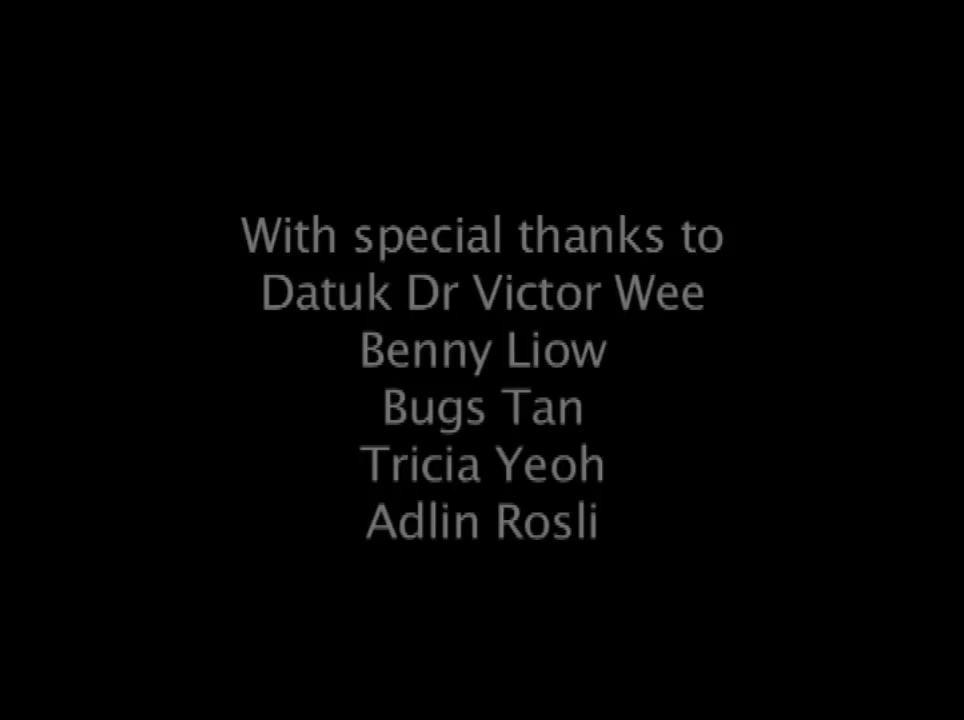 With special thanks to
Datuk Dr Victor Wee
Benny Liow
Bugs Tan
Tricia Yeoh
Adlin Rosli